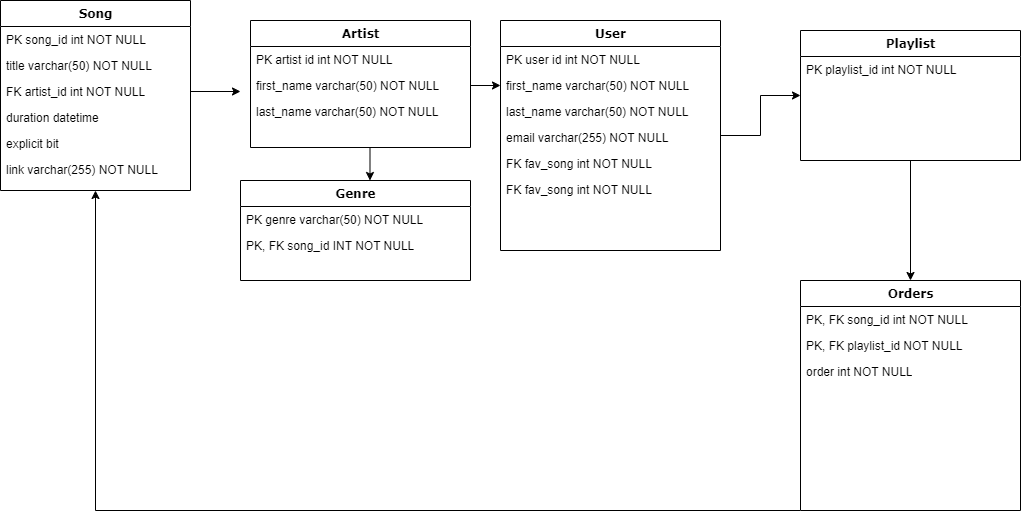 Song
PK song_id int NOT NULL
title varchar(50) NOT NULL
FK artist_id int NOT NULL
duration datetime
explicit bit
link varchar(255) NOT NULL
Artist
PK artist id int NOT NULL
first_name varchar(50) NOT NULL
last_name varchar(50) NOT NULL
Genre
PK genre varchar(50) NOT NULL
PK, FK song_id INT NOT NULL
User
PK user id int NOT NULL
first_name varchar(50) NOT NULL
last_name varchar(50) NOT NULL
email varchar(255) NOT NULL
FK fav_song int NOT NULL
FK fav_song int NOT NULL
Playlist
PK playlist_id int NOT NULL
Orders
PK, FK song_id int NOT NULL
PK, FK playlist_id NOT NULL
order int NOT NULL